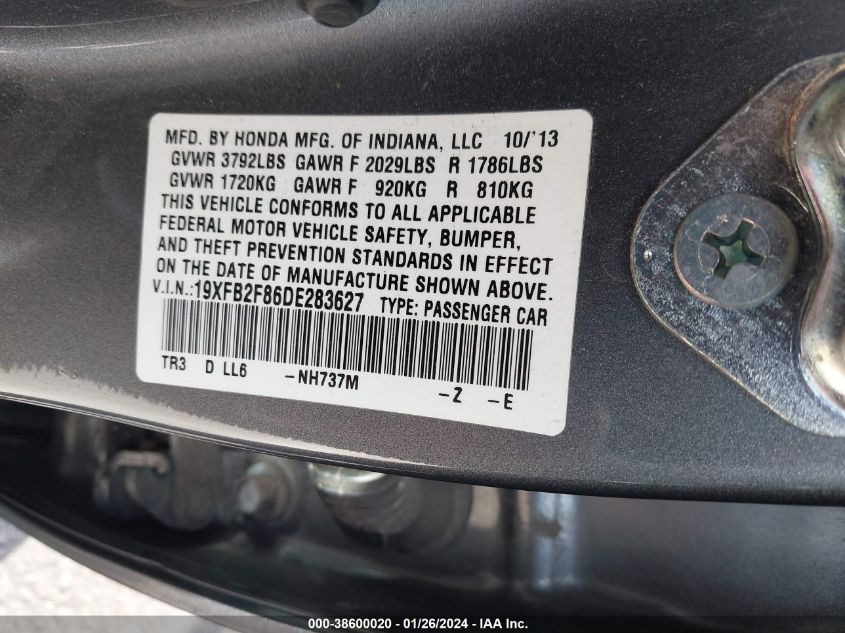 MFD. BY HONDA MFG. OF INDIANA, LLC 10/'13
GVWR 3792LBS GAWR F 2029LBS R 1786LBS
GVWR 1720KG GAWR F 920KG R 810KG
THIS VEHICLE CONFORMS TO ALL APPLICABLE
FEDERAL MOTOR VEHICLE SAFETY, BUMPER,
AND THEFT PREVENTION STANDARDS IN EFFECT
ON THE DATE OF MANUFACTURE SHOWN ABOVE.
V.I.N.:19XFB2F86DE283627 TYPE: PASSENGER CAR
TR3 D LL6 -NH737M -Z -E
000-38600020 - 01/26/2024 - IAA Inc.